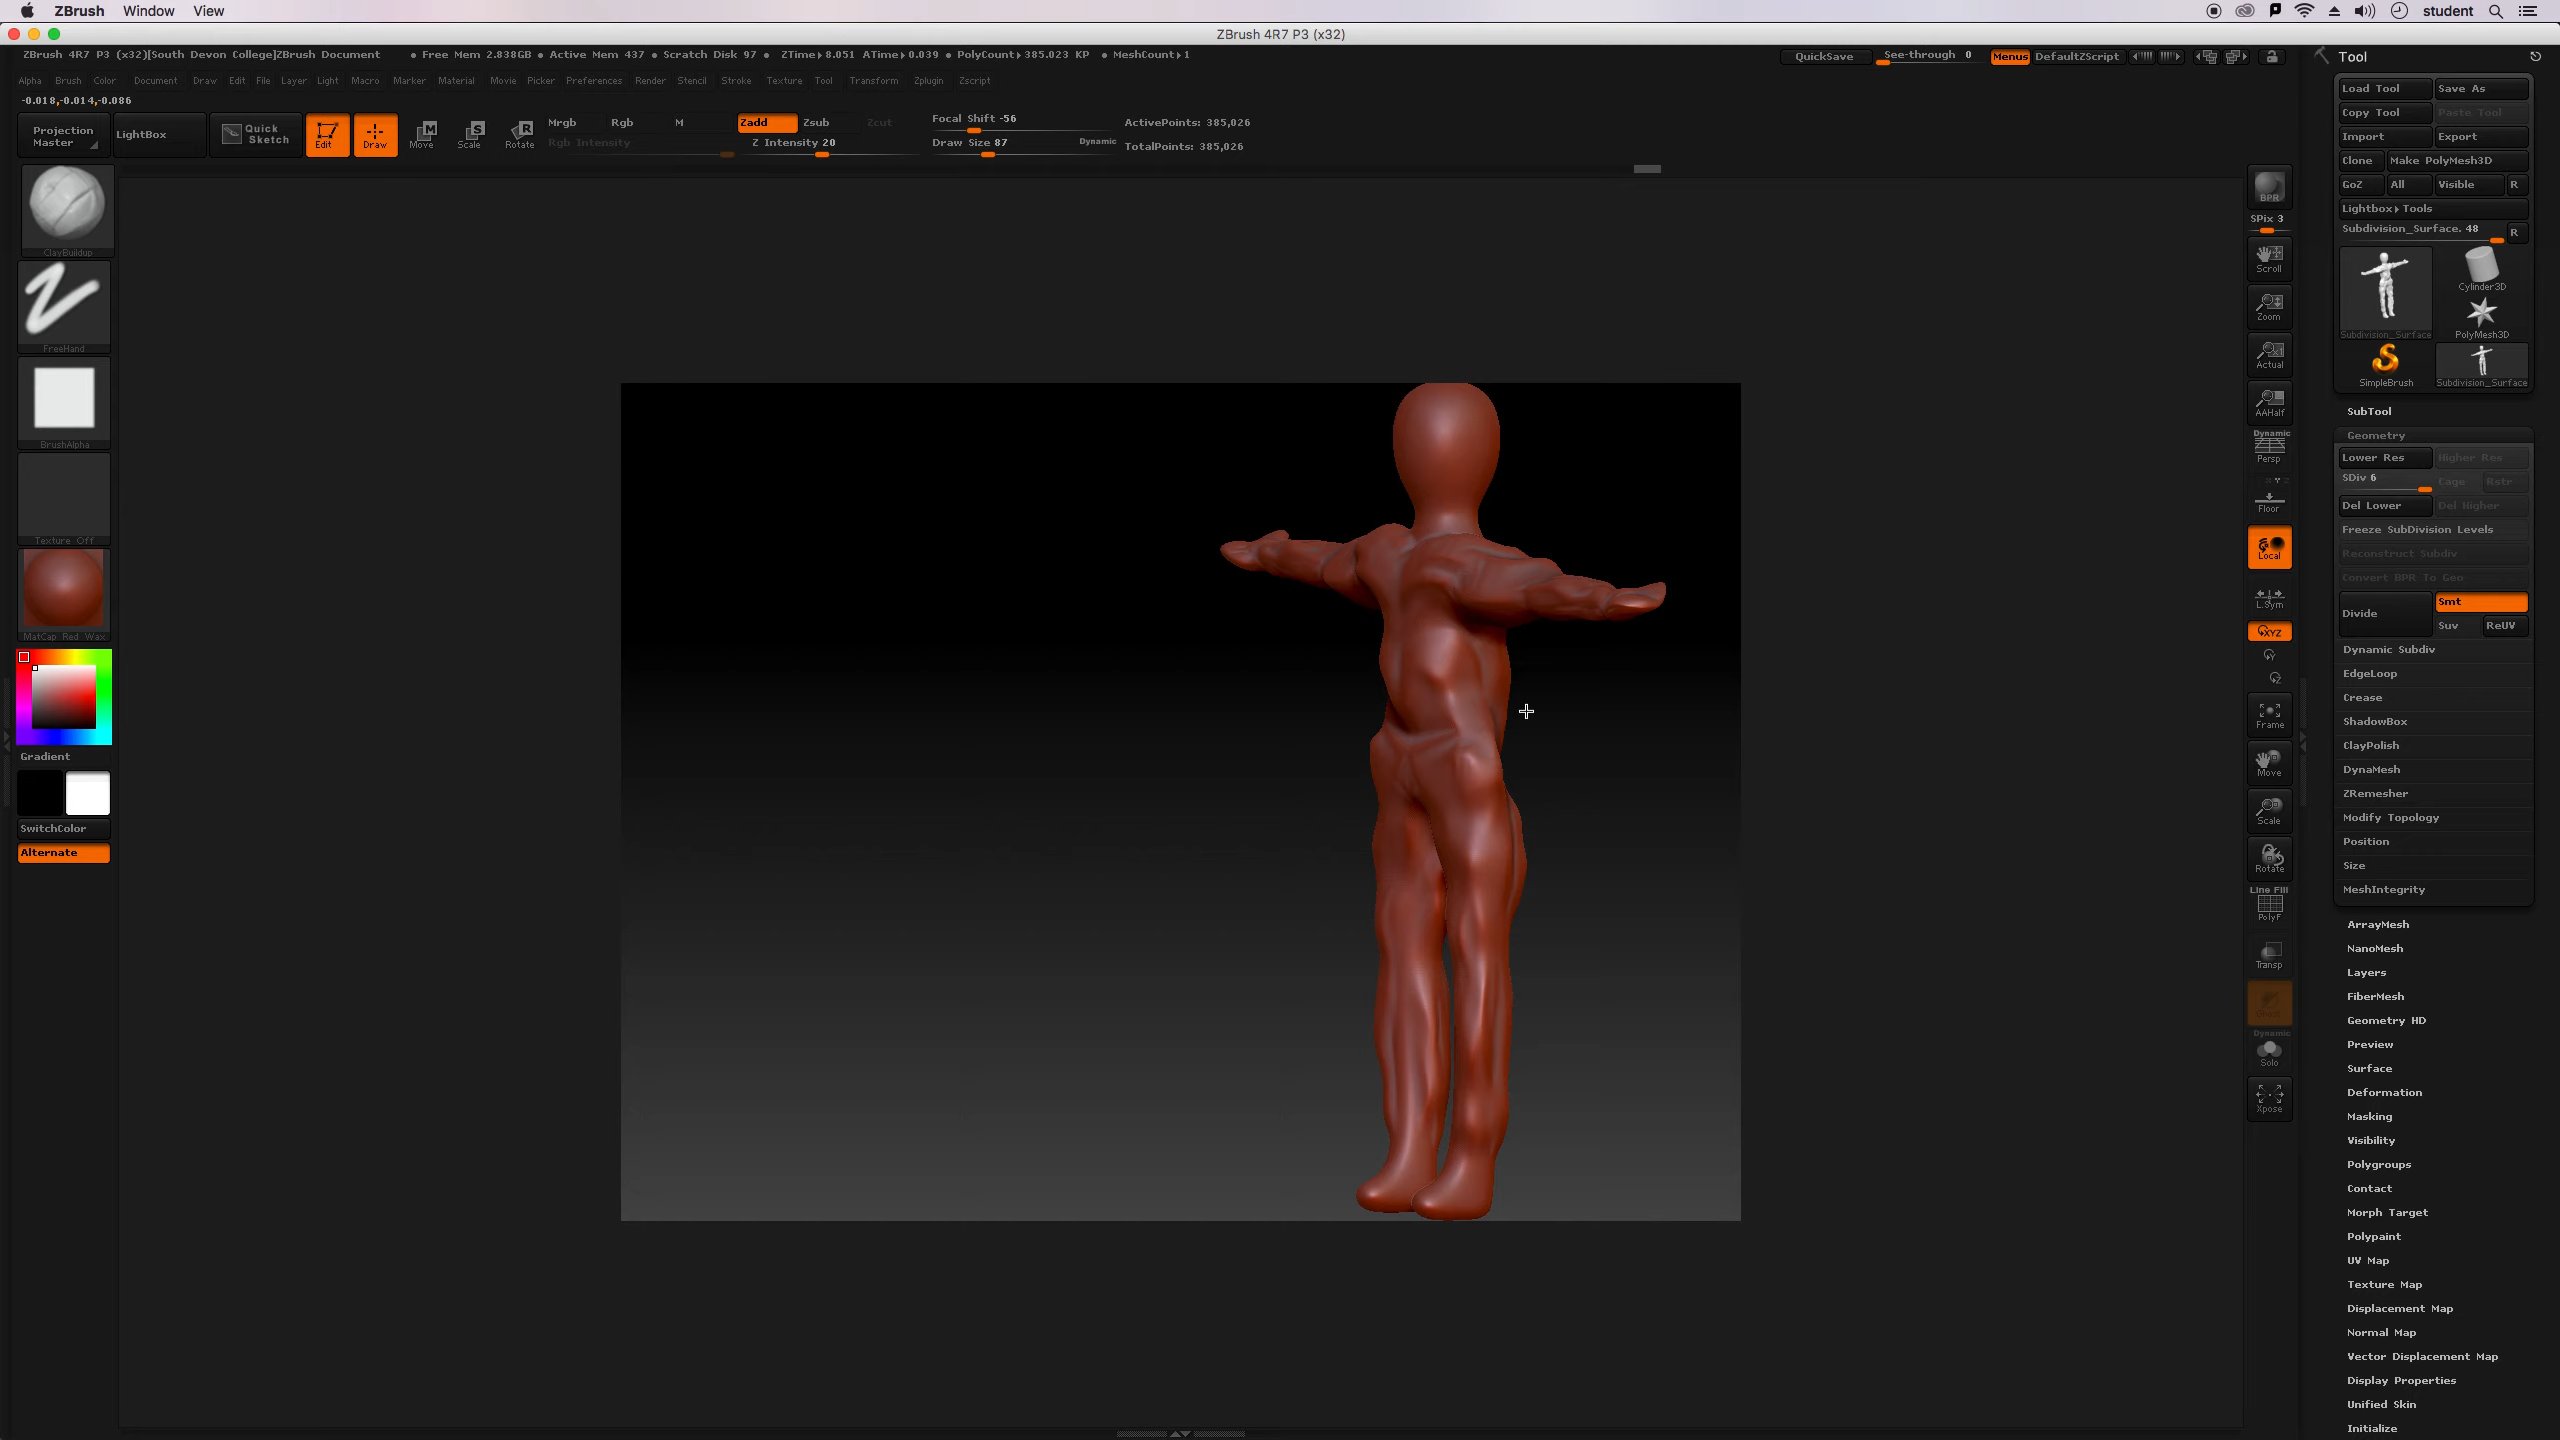 ZBrush Window View student
ZBrush 4R7 P3 (x32)
ZBrush 4R7 P3 (x32)[South Devon College]ZBrush Document • Free Mem 2.838GB • Active Mem 437 • Scratch Disk 97 • ZTime▸8.051 ATime▸0.039 • PolyCount▸385.023 KP • MeshCount▸1
QuickSave See-through 0 Menus DefaultZScript
Alpha Brush Color Document Draw Edit File Layer Light Macro Marker Material Movie Picker Preferences Render Stencil Stroke Texture Tool Transform Zplugin Zscript
-0.018,-0.014,-0.086
Projection Master
LightBox
Quick Sketch
Edit
Draw
Move
Scale
Rotate
Mrgb Rgb M
Rgb Intensity
Zadd Zsub Zcut
Z Intensity 20
Focal Shift -56
Draw Size 87 Dynamic
ActivePoints: 385,026
TotalPoints: 385,026
ClayBuildup
FreeHand
BrushAlpha
Texture Off
MatCap Red Wax
Gradient
SwitchColor
Alternate
BPR
SPix 3
Scroll
Zoom
Actual
AAHalf
Dynamic
Persp
Floor
Local
L.Sym
XYZ
Frame
Move
Scale
Rotate
Line Fill
PolyF
Transp
Dynamic
Solo
Xpose
Tool
Load Tool Save As
Copy Tool Paste Tool
Import Export
Clone Make PolyMesh3D
GoZ All Visible R
Lightbox▸Tools
Subdivision_Surface. 48 R
Subdivision_Surface
Cylinder3D
PolyMesh3D
SimpleBrush
Subdivision_Surface
SubTool
Geometry
Lower Res Higher Res
SDiv 6 Cage Rstr
Del Lower Del Higher
Freeze SubDivision Levels
Reconstruct Subdiv
Convert BPR To Geo
Divide Smt
Suv ReUV
Dynamic Subdiv
EdgeLoop
Crease
ShadowBox
ClayPolish
DynaMesh
ZRemesher
Modify Topology
Position
Size
MeshIntegrity
ArrayMesh
NanoMesh
Layers
FiberMesh
Geometry HD
Preview
Surface
Deformation
Masking
Visibility
Polygroups
Contact
Morph Target
Polypaint
UV Map
Texture Map
Displacement Map
Normal Map
Vector Displacement Map
Display Properties
Unified Skin
Initialize